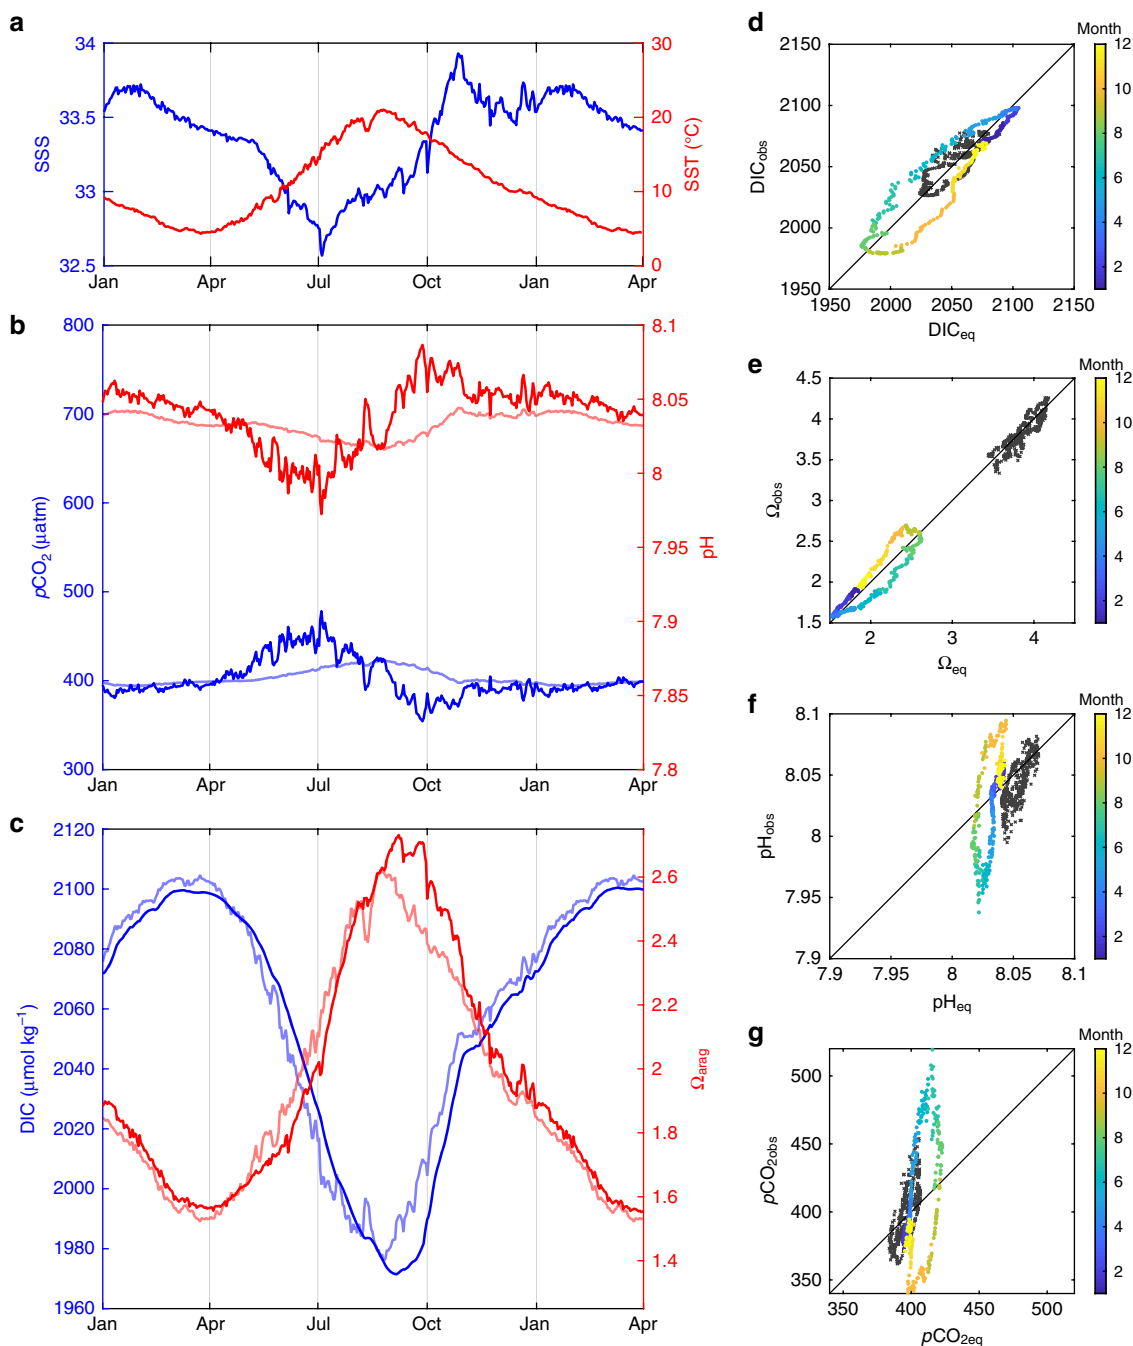 a
SSS
34
33.5
33
32.5
30
20
10
0
SST (°C)
Jan Apr Jul Oct Jan Apr
b
pCO2 (µatm)
800
700
600
500
400
300
8.1
8.05
8
7.95
7.9
7.85
7.8
pH
Jan Apr Jul Oct Jan Apr
c
DIC (µmol kg−1)
2120
2100
2080
2060
2040
2020
2000
1980
1960
2.6
2.4
2.2
2
1.8
1.6
1.4
Ωarag
Jan Apr Jul Oct Jan Apr
d
Month
DICobs
2150
2100
2050
2000
1950
1950 2000 2050 2100 2150
DICeq
12
10
8
6
4
2
e
Month
Ωobs
4.5
4
3.5
3
2.5
2
1.5
2 3 4
Ωeq
12
10
8
6
4
2
f
Month
pHobs
8.1
8.05
8
7.95
7.9
7.9 7.95 8 8.05 8.1
pHeq
12
10
8
6
4
2
g
Month
pCO2obs
500
450
400
350
350 400 450 500
pCO2eq
12
10
8
6
4
2